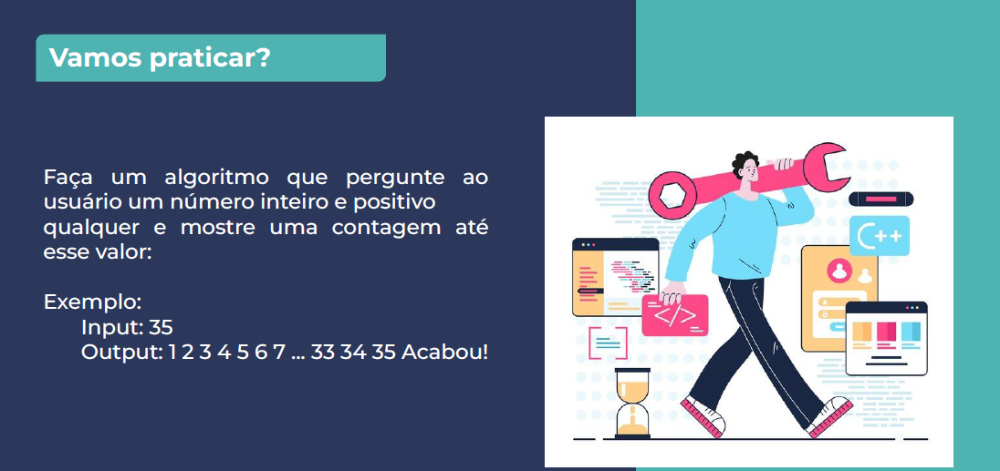 Vamos praticar?
Faça um algoritmo que pergunte ao
usuário um número inteiro e positivo
qualquer e mostre uma contagem até
esse valor:
Exemplo:
Input: 35
Output: 1 2 3 4 5 6 7 ... 33 34 35 Acabou!
C++
</>